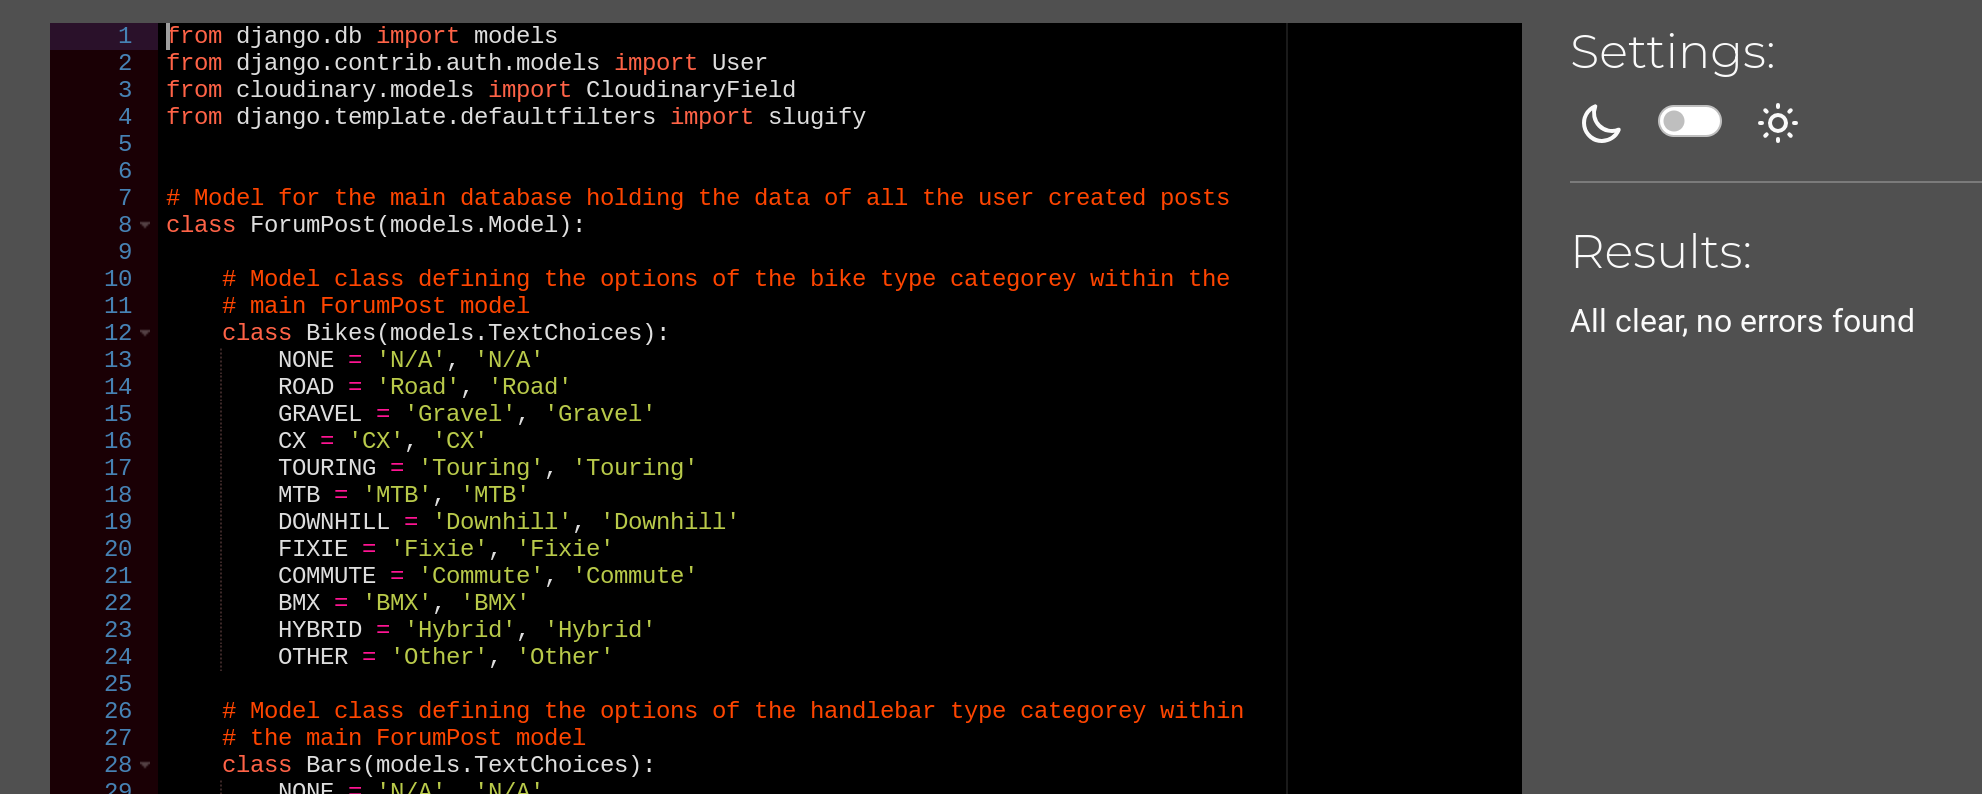 1 from django.db import models
2 from django.contrib.auth.models import User
3 from cloudinary.models import CloudinaryField
4 from django.template.defaultfilters import slugify
5
6
7 # Model for the main database holding the data of all the user created posts
8 class ForumPost(models.Model):
9
10     # Model class defining the options of the bike type categorey within the
11     # main ForumPost model
12     class Bikes(models.TextChoices):
13         NONE = 'N/A', 'N/A'
14         ROAD = 'Road', 'Road'
15         GRAVEL = 'Gravel', 'Gravel'
16         CX = 'CX', 'CX'
17         TOURING = 'Touring', 'Touring'
18         MTB = 'MTB', 'MTB'
19         DOWNHILL = 'Downhill', 'Downhill'
20         FIXIE = 'Fixie', 'Fixie'
21         COMMUTE = 'Commute', 'Commute'
22         BMX = 'BMX', 'BMX'
23         HYBRID = 'Hybrid', 'Hybrid'
24         OTHER = 'Other', 'Other'
25
26     # Model class defining the options of the handlebar type categorey within
27     # the main ForumPost model
28     class Bars(models.TextChoices):
29         NONE = 'N/A', 'N/A'
Settings:
Results:
All clear, no errors found